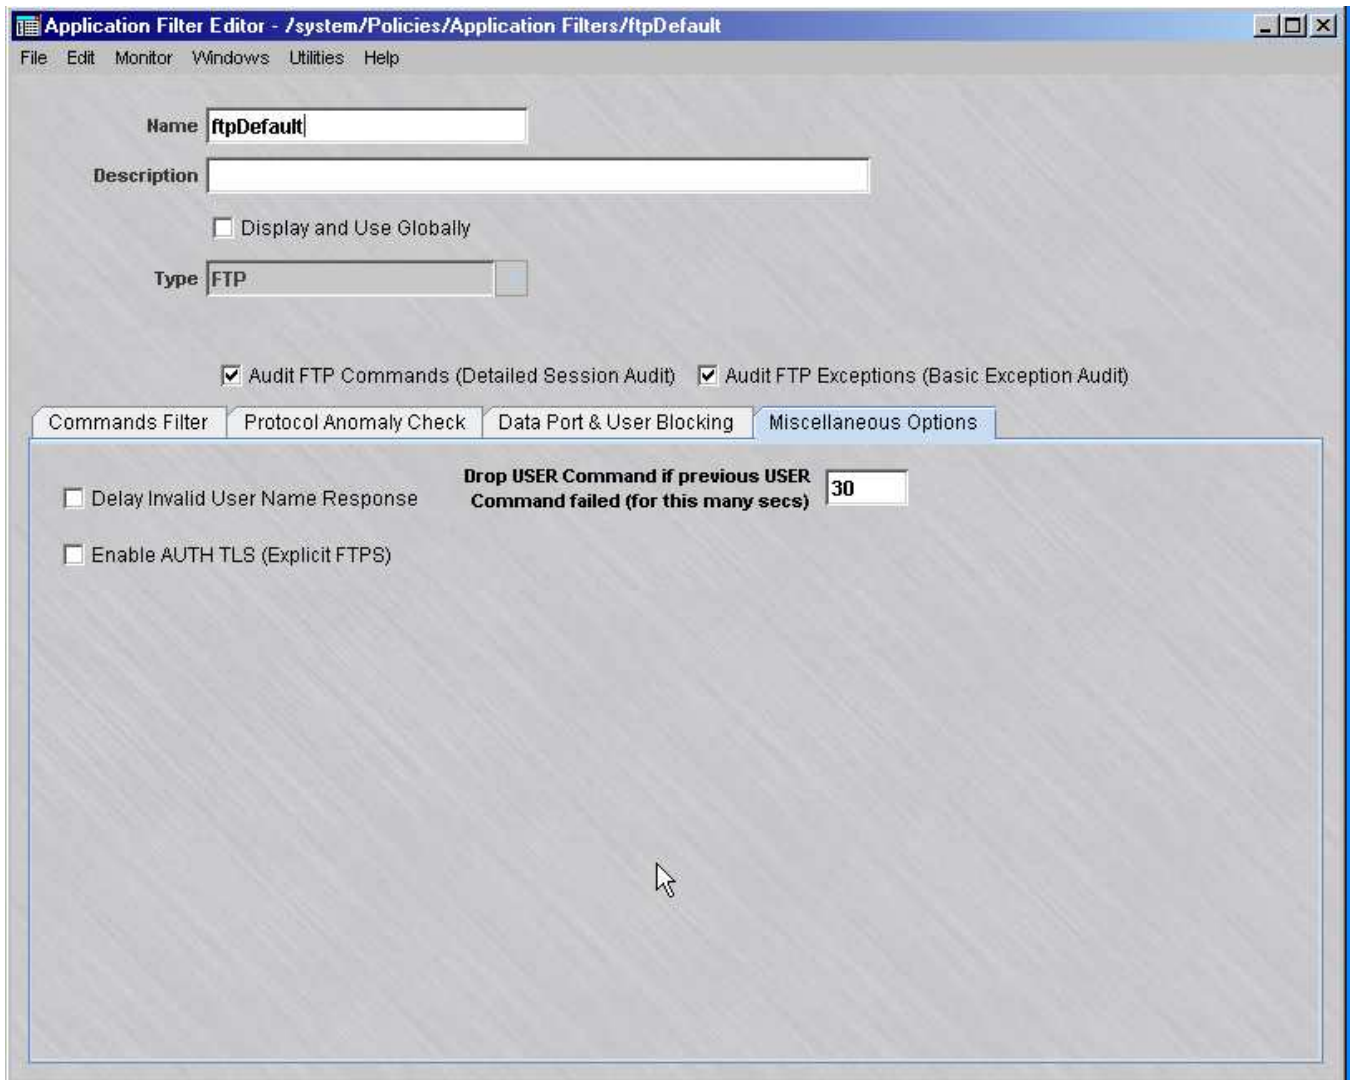 Application Filter Editor - /system/Policies/Application Filters/ftpDefault
File Edit Monitor Windows Utilities Help
Name ftpDefault
Description
Display and Use Globally
Type FTP
Audit FTP Commands (Detailed Session Audit) Audit FTP Exceptions (Basic Exception Audit)
Commands Filter Protocol Anomaly Check Data Port & User Blocking Miscellaneous Options
Delay Invalid User Name Response
Drop USER Command if previous USER
Command failed (for this many secs)
30
Enable AUTH TLS (Explicit FTPS)